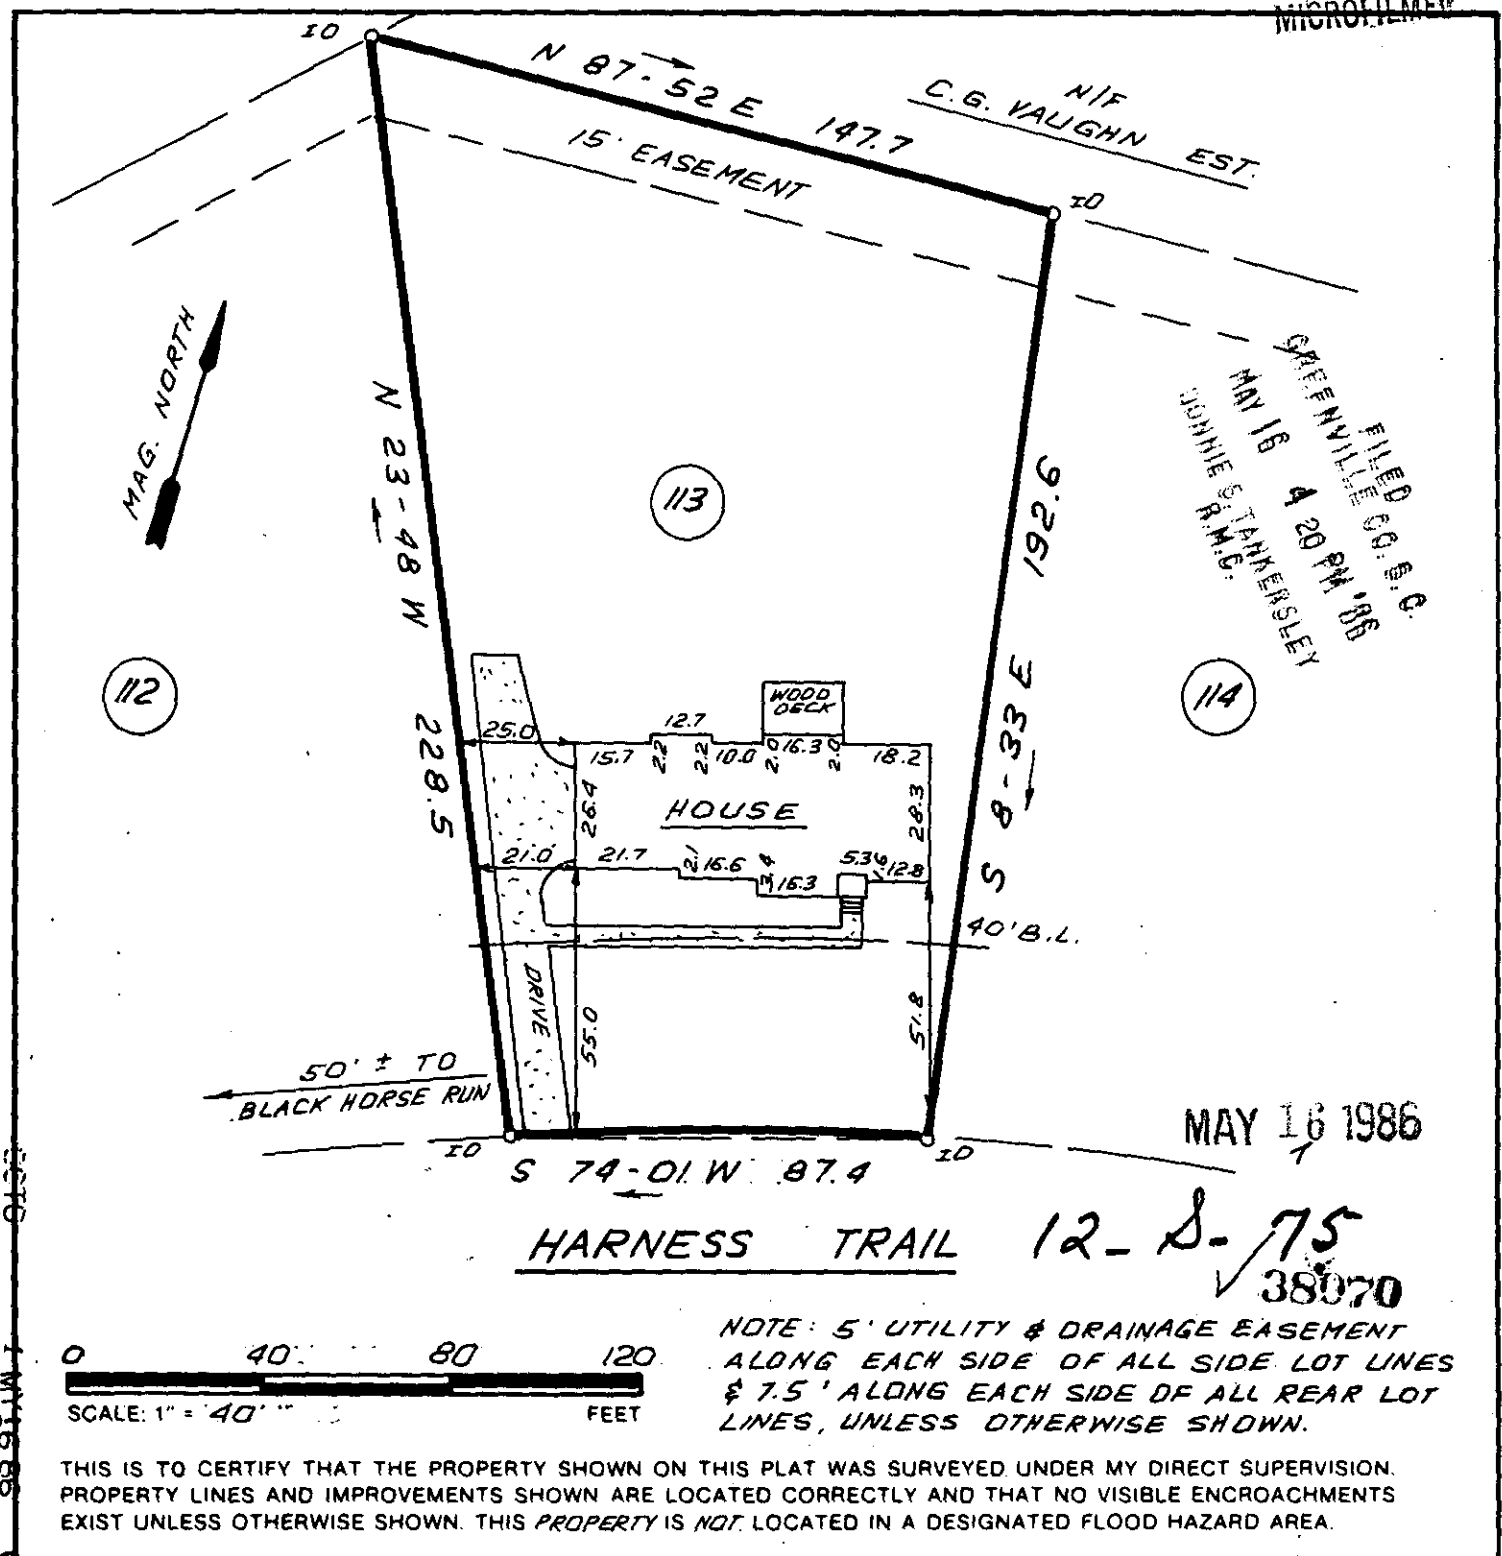 MICROFILMED
IO
N 87-52 E 147.7
N/F
C.G. VAUGHN EST.
15' EASEMENT
IO
MAG. NORTH
N 23-48 W 228.5
113
S 8-33 E 192.6
FILED
GREENVILLE CO. S.C.
MAY 16 4 20 PM '86
DONNIE S. TANKERSLEY
R.M.C.
112
114
WOOD
DECK
25.0
12.7
15.7
2.2
2.2
10.0
2.0
16.3
2.0
18.2
26.4
HOUSE
28.3
21.0
21.7
2.1
16.6
3.4
16.3
5.3
12.8
40' B.L.
DRIVE
55.0
51.8
50' ± TO
BLACK HORSE RUN
IO
IO
S 74-01 W 87.4
MAY 16 1986
HARNESS TRAIL
12-S-75
38070
0 40 80 120
SCALE: 1" = 40' FEET
NOTE: 5' UTILITY & DRAINAGE EASEMENT
ALONG EACH SIDE OF ALL SIDE LOT LINES
& 7.5' ALONG EACH SIDE OF ALL REAR LOT
LINES, UNLESS OTHERWISE SHOWN.
THIS IS TO CERTIFY THAT THE PROPERTY SHOWN ON THIS PLAT WAS SURVEYED UNDER MY DIRECT SUPERVISION.
PROPERTY LINES AND IMPROVEMENTS SHOWN ARE LOCATED CORRECTLY AND THAT NO VISIBLE ENCROACHMENTS
EXIST UNLESS OTHERWISE SHOWN. THIS PROPERTY IS NOT LOCATED IN A DESIGNATED FLOOD HAZARD AREA.